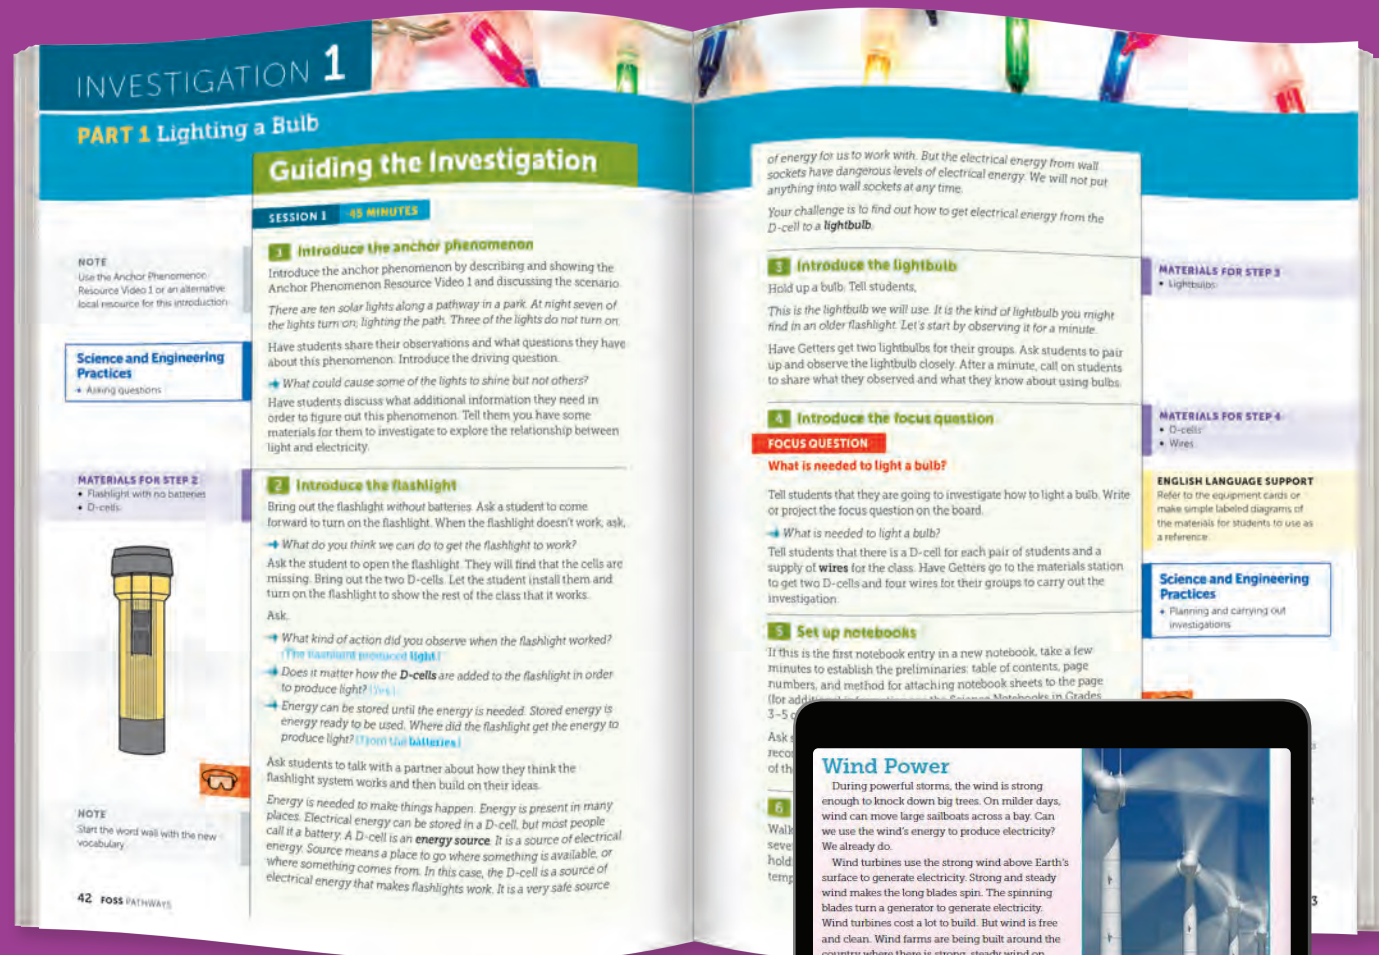 INVESTIGATION 1
PART 1 Lighting a Bulb
Guiding the Investigation
SESSION 1 45 MINUTES
1 Introduce the anchor phenomenon
Introduce the anchor phenomenon by describing and showing the
Anchor Phenomenon Resource Video 1 and discussing the scenario.
There are ten solar lights along a pathway in a park. At night seven of
the lights turn on, lighting the path. Three of the lights do not turn on.
Have students share their observations and what questions they have
about this phenomenon. Introduce the driving question.
What could cause some of the lights to shine but not others?
Have students discuss what additional information they need in
order to figure out this phenomenon. Tell them you have some
materials for them to investigate to explore the relationship between
light and electricity.
NOTE
Use the Anchor Phenomenon
Resource Video 1 or an alternative
local resource for this introduction.
Science and Engineering
Practices
• Asking questions
MATERIALS FOR STEP 2
• Flashlight with no batteries
• D-cells
2 Introduce the flashlight
Bring out the flashlight without batteries. Ask a student to come
forward to turn on the flashlight. When the flashlight doesn't work, ask,
What do you think we can do to get the flashlight to work?
Ask the student to open the flashlight. They will find that the cells are
missing. Bring out the two D-cells. Let the student install them and
turn on the flashlight to show the rest of the class that it works.
Ask,
What kind of action did you observe when the flashlight worked?
[The flashlight produced light.]
Does it matter how the D-cells are added to the flashlight in order
to produce light? [Yes.]
Energy can be stored until the energy is needed. Stored energy is
energy ready to be used. Where did the flashlight get the energy to
produce light? [From the batteries.]
Ask students to talk with a partner about how they think the
flashlight system works and then build on their ideas.
Energy is needed to make things happen. Energy is present in many
places. Electrical energy can be stored in a D-cell, but most people
call it a battery. A D-cell is an energy source. It is a source of electrical
energy. Source means a place to go where something is available, or
where something comes from. In this case, the D-cell is a source of
electrical energy that makes flashlights work. It is a very safe source
NOTE
Start the word wall with the new
vocabulary.
42 FOSS PATHWAYS
of energy for us to work with. But the electrical energy from wall
sockets have dangerous levels of electrical energy. We will not put
anything into wall sockets at any time.
Your challenge is to find out how to get electrical energy from the
D-cell to a lightbulb.
3 Introduce the lightbulb
Hold up a bulb. Tell students,
This is the lightbulb we will use. It is the kind of lightbulb you might
find in an older flashlight. Let's start by observing it for a minute.
Have Getters get two lightbulbs for their groups. Ask students to pair
up and observe the lightbulb closely. After a minute, call on students
to share what they observed and what they know about using bulbs.
MATERIALS FOR STEP 3
• Lightbulbs
4 Introduce the focus question
FOCUS QUESTION
What is needed to light a bulb?
Tell students that they are going to investigate how to light a bulb. Write
or project the focus question on the board.
What is needed to light a bulb?
Tell students that there is a D-cell for each pair of students and a
supply of wires for the class. Have Getters go to the materials station
to get two D-cells and four wires for their groups to carry out the
investigation.
MATERIALS FOR STEP 4
• D-cells
• Wires
ENGLISH LANGUAGE SUPPORT
Refer to the equipment cards or
make simple labeled diagrams of
the materials for students to use as
a reference.
Science and Engineering
Practices
• Planning and carrying out
investigations
5 Set up notebooks
If this is the first notebook entry in a new notebook, take a few
minutes to establish the preliminaries: table of contents, page
numbers, and method for attaching notebook sheets to the page
(for Science Notebooks in Grades
3–5
Ask
of th
6
Walk
seve
hold
temp
3
Wind Power
During powerful storms, the wind is strong
enough to knock down big trees. On milder days,
wind can move large sailboats across a bay. Can
we use the wind's energy to produce electricity?
We already do.
Wind turbines use the strong wind above Earth's
surface to generate electricity. Strong and steady
wind makes the long blades spin. The spinning
blades turn a generator to generate electricity.
Wind turbines cost a lot to build. But wind is free
and clean. Wind farms are being built around the
country where there is strong, steady wind on